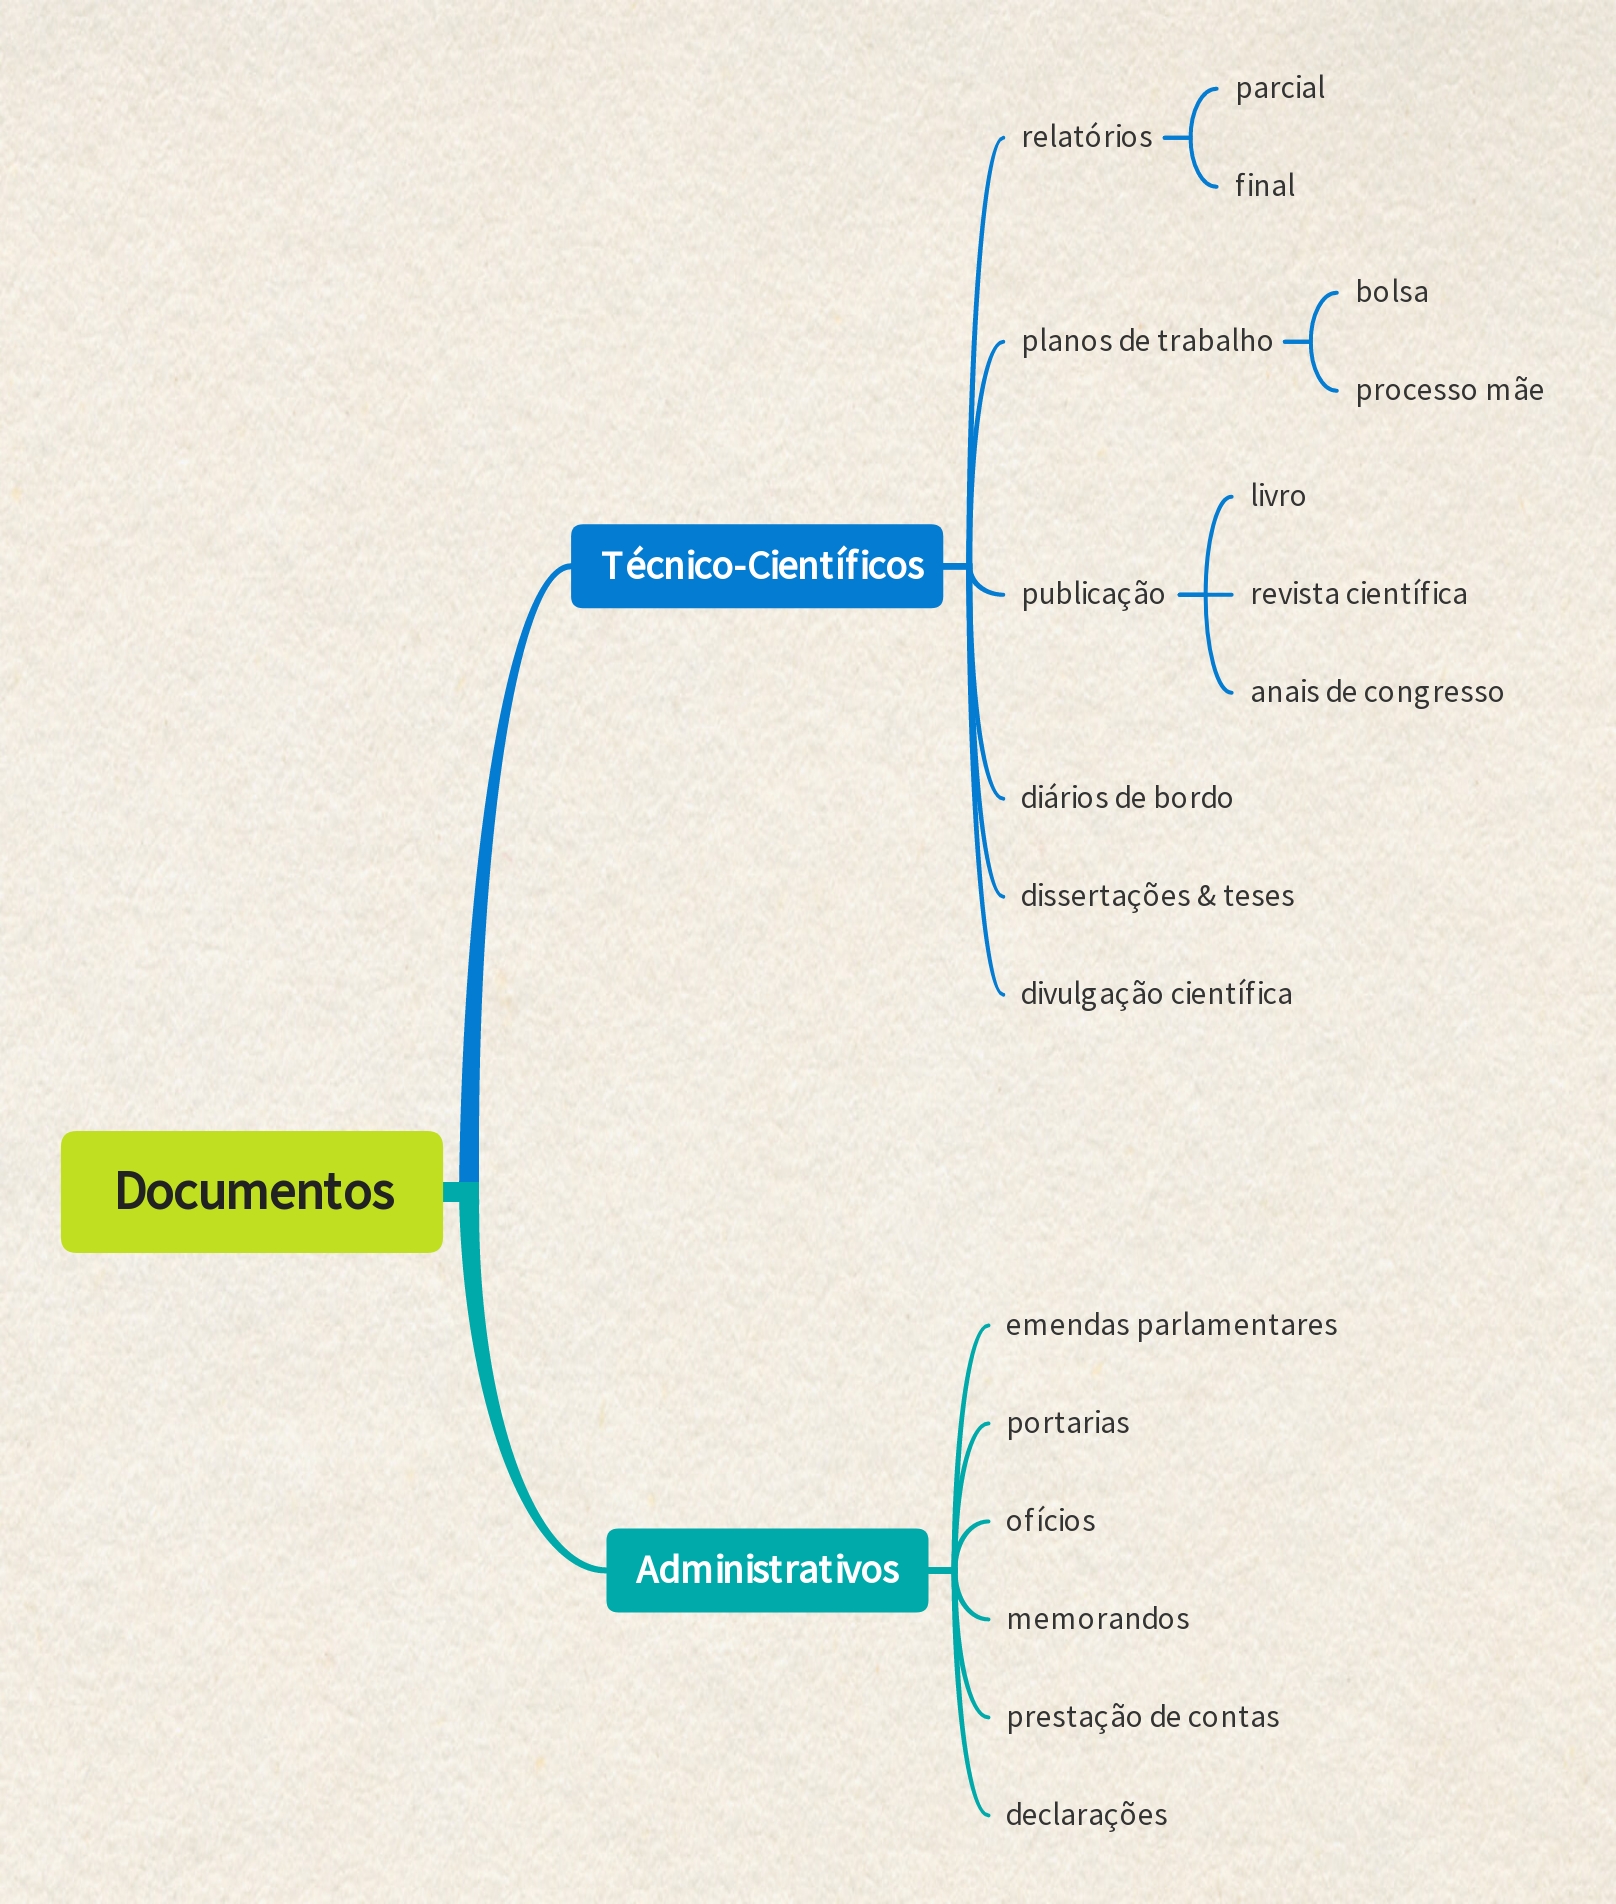 parcial
relatórios
final
bolsa
planos de trabalho
processo mãe
livro
Técnico-Científicos
publicação
revista científica
anais de congresso
diários de bordo
dissertações & teses
divulgação científica
Documentos
emendas parlamentares
portarias
ofícios
Administrativos
memorandos
prestação de contas
declarações